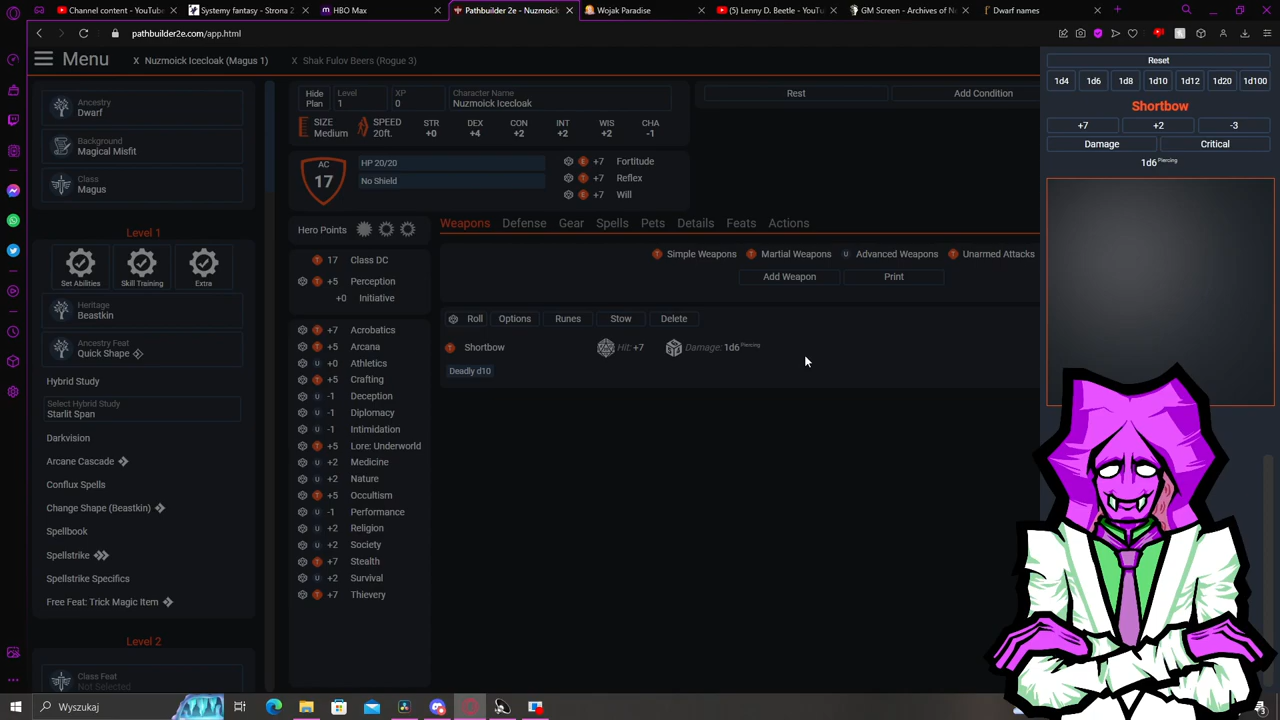 Channel content - YouTu
Systemy fantasy - Strona 2
HBO Max
Pathbuilder 2e - Nuzmoick
Wojak Paradise
(5) Lenny D. Beetle - YouTu
GM Screen - Archives of Ne
Dwarf names
pathbuilder2e.com/app.html
Menu
X Nuzmoick Icecloak (Magus 1)
X Shak Fulov Beers (Rogue 3)
Ancestry
Dwarf
Background
Magical Misfit
Class
Magus
Level 1
Set Abilities
Skill Training
Extra
Heritage
Beastkin
Ancestry Feat
Quick Shape
Hybrid Study
Select Hybrid Study
Starlit Span
Darkvision
Arcane Cascade
Conflux Spells
Change Shape (Beastkin)
Spellbook
Spellstrike
Spellstrike Specifics
Free Feat: Trick Magic Item
Level 2
Class Feat
Not Selected
Hide Plan
Level
1
XP
0
Character Name
Nuzmoick Icecloak
SIZE Medium
SPEED 20ft.
STR +0
DEX +4
CON +2
INT +2
WIS +2
CHA -1
AC 17
HP 20/20
No Shield
E +7 Fortitude
T +7 Reflex
E +7 Will
Hero Points
T 17 Class DC
T +5 Perception
+0 Initiative
T +7 Acrobatics
T +5 Arcana
U +0 Athletics
T +5 Crafting
U -1 Deception
U -1 Diplomacy
U -1 Intimidation
T +5 Lore: Underworld
U +2 Medicine
U +2 Nature
T +5 Occultism
U -1 Performance
U +2 Religion
U +2 Society
T +7 Stealth
U +2 Survival
T +7 Thievery
Rest
Add Condition
Weapons
Defense
Gear
Spells
Pets
Details
Feats
Actions
T Simple Weapons
T Martial Weapons
U Advanced Weapons
T Unarmed Attacks
Add Weapon
Print
Roll
Options
Runes
Stow
Delete
T Shortbow
Hit: +7
Damage: 1d6 Piercing
Deadly d10
Reset
1d4
1d6
1d8
1d10
1d12
1d20
1d100
Shortbow
+7
+2
-3
Damage
Critical
1d6 Piercing
Wyszukaj